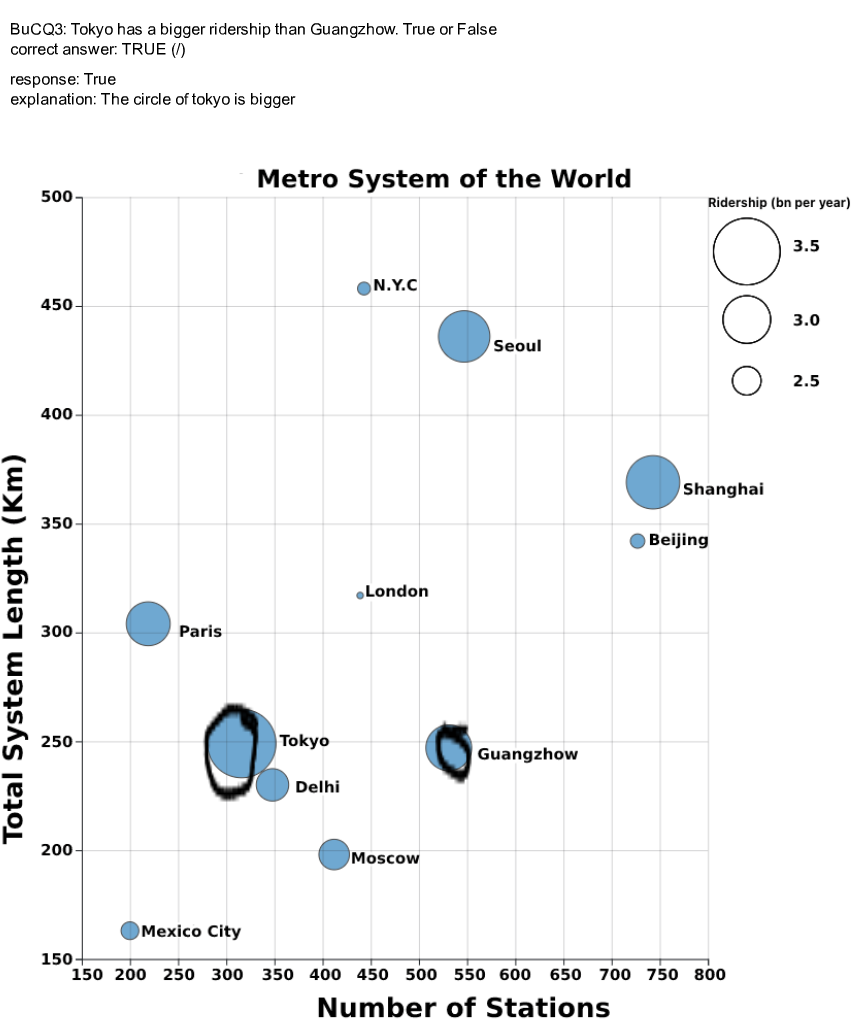 BuCQ3: Tokyo has a bigger ridership than Guangzhow. True or False
correct answer: TRUE (/)
response: True
explanation: The circle of tokyo is bigger
Metro System of the World
Ridership (bn per year)
3.5
3.0
2.5
Total System Length (Km)
500
450
400
350
300
250
200
150
N.Y.C
Seoul
Shanghai
Beijing
London
Paris
Tokyo
Guangzhow
Delhi
Moscow
Mexico City
150 200 250 300 350 400 450 500 550 600 650 700 750 800
Number of Stations